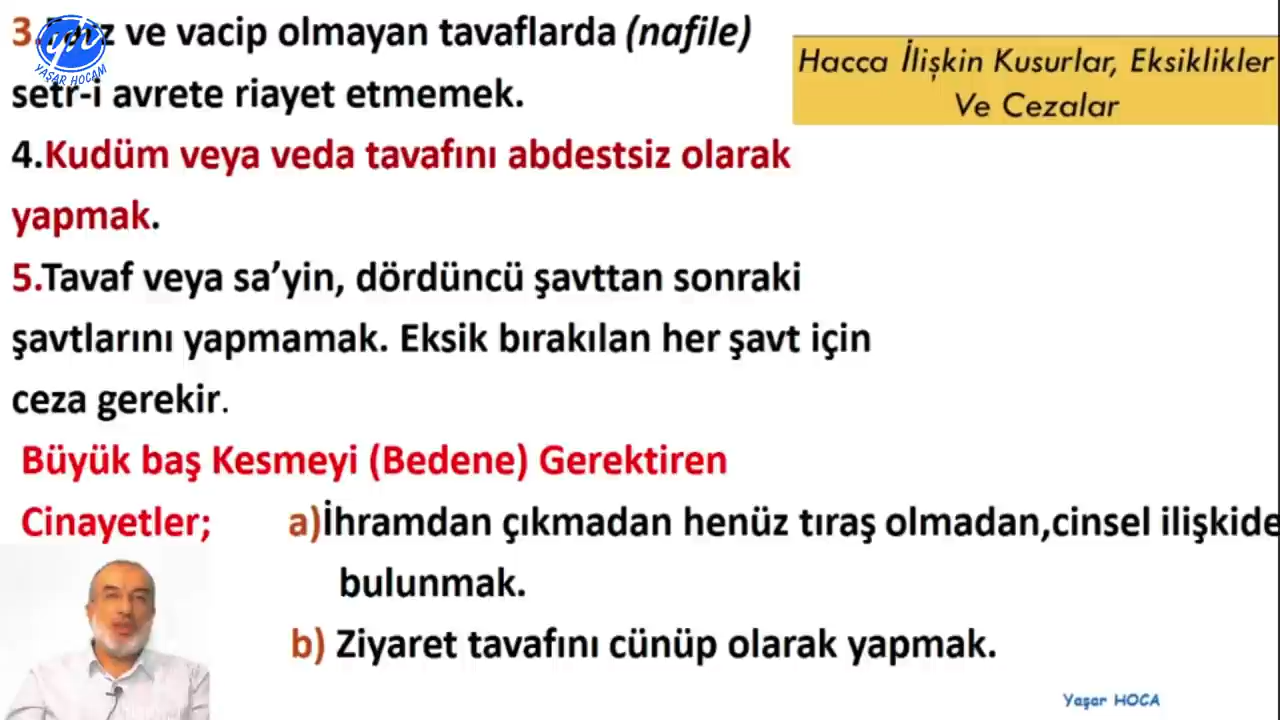 3. ve vacip olmayan tavaflarda (nafile)
setr-i avrete riayet etmemek.
YAŞAR HOCAM
Hacca İlişkin Kusurlar, Eksiklikler
Ve Cezalar
4.Kudüm veya veda tavafını abdestsiz olarak
yapmak.
5.Tavaf veya sa’yin, dördüncü şavttan sonraki
şavtlarını yapmamak. Eksik bırakılan her şavt için
ceza gerekir.
Büyük baş Kesmeyi (Bedene) Gerektiren
Cinayetler; a)İhramdan çıkmadan henüz tıraş olmadan,cinsel ilişkide
bulunmak.
b) Ziyaret tavafını cünüp olarak yapmak.
Yaşar HOCA